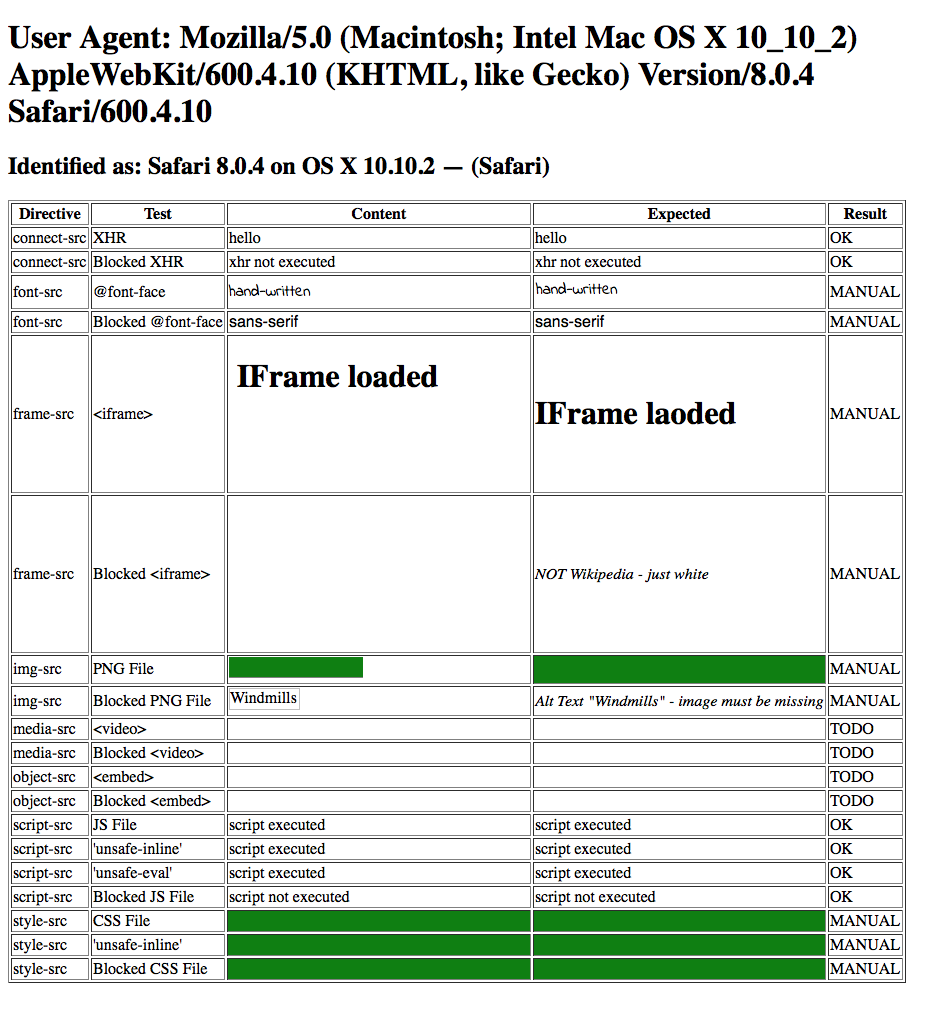 User Agent: Mozilla/5.0 (Macintosh; Intel Mac OS X 10_10_2)
AppleWebKit/600.4.10 (KHTML, like Gecko) Version/8.0.4
Safari/600.4.10
Identified as: Safari 8.0.4 on OS X 10.10.2 — (Safari)
Directive Test Content Expected Result
connect-src XHR hello hello OK
connect-src Blocked XHR xhr not executed xhr not executed OK
font-src @font-face hand-written hand-written MANUAL
font-src Blocked @font-face sans-serif sans-serif MANUAL
frame-src <iframe> IFrame loaded IFrame laoded MANUAL
frame-src Blocked <iframe> NOT Wikipedia - just white MANUAL
img-src PNG File MANUAL
img-src Blocked PNG File Windmills Alt Text "Windmills" - image must be missing MANUAL
media-src <video> TODO
media-src Blocked <video> TODO
object-src <embed> TODO
object-src Blocked <embed> TODO
script-src JS File script executed script executed OK
script-src 'unsafe-inline' script executed script executed OK
script-src 'unsafe-eval' script executed script executed OK
script-src Blocked JS File script not executed script not executed OK
style-src CSS File MANUAL
style-src 'unsafe-inline' MANUAL
style-src Blocked CSS File MANUAL